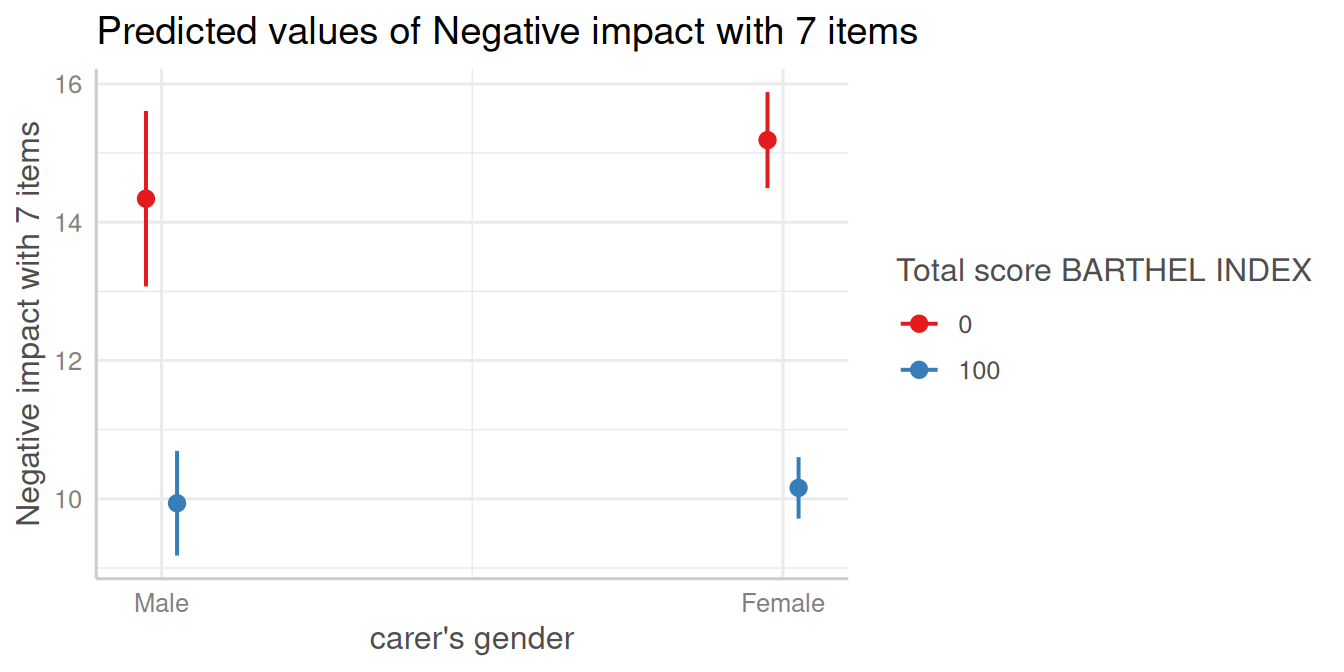 Predicted values of Negative impact with 7 items
Negative impact with 7 items
16
14
12
10
Male
Female
carer's gender
Total score BARTHEL INDEX
0
100